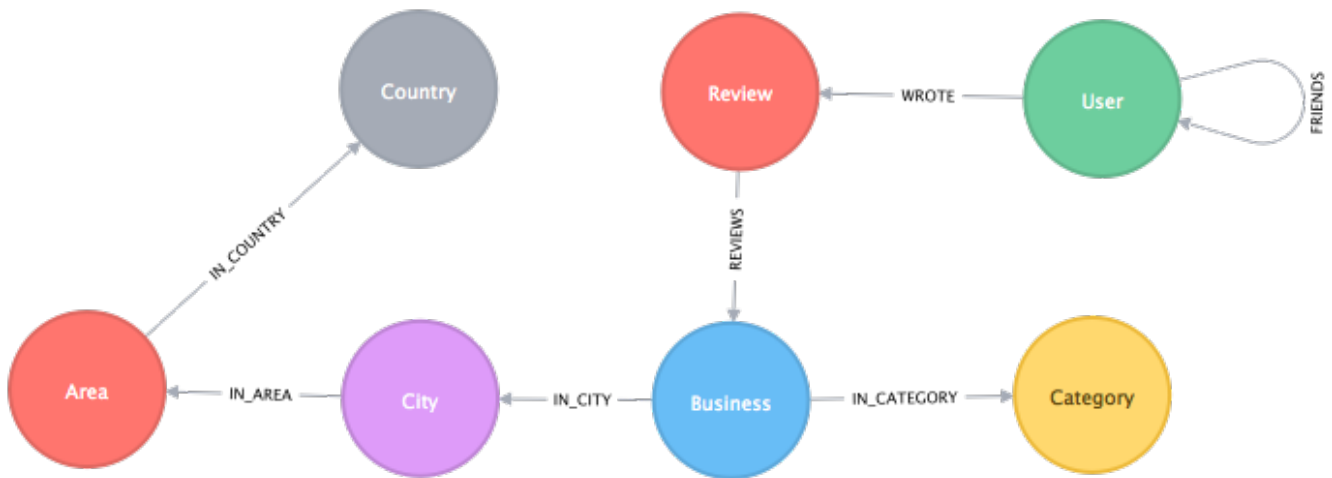 Country
Review
WROTE
User
FRIENDS
IN_COUNTRY
REVIEWS
Area
IN_AREA
City
IN_CITY
Business
IN_CATEGORY
Category